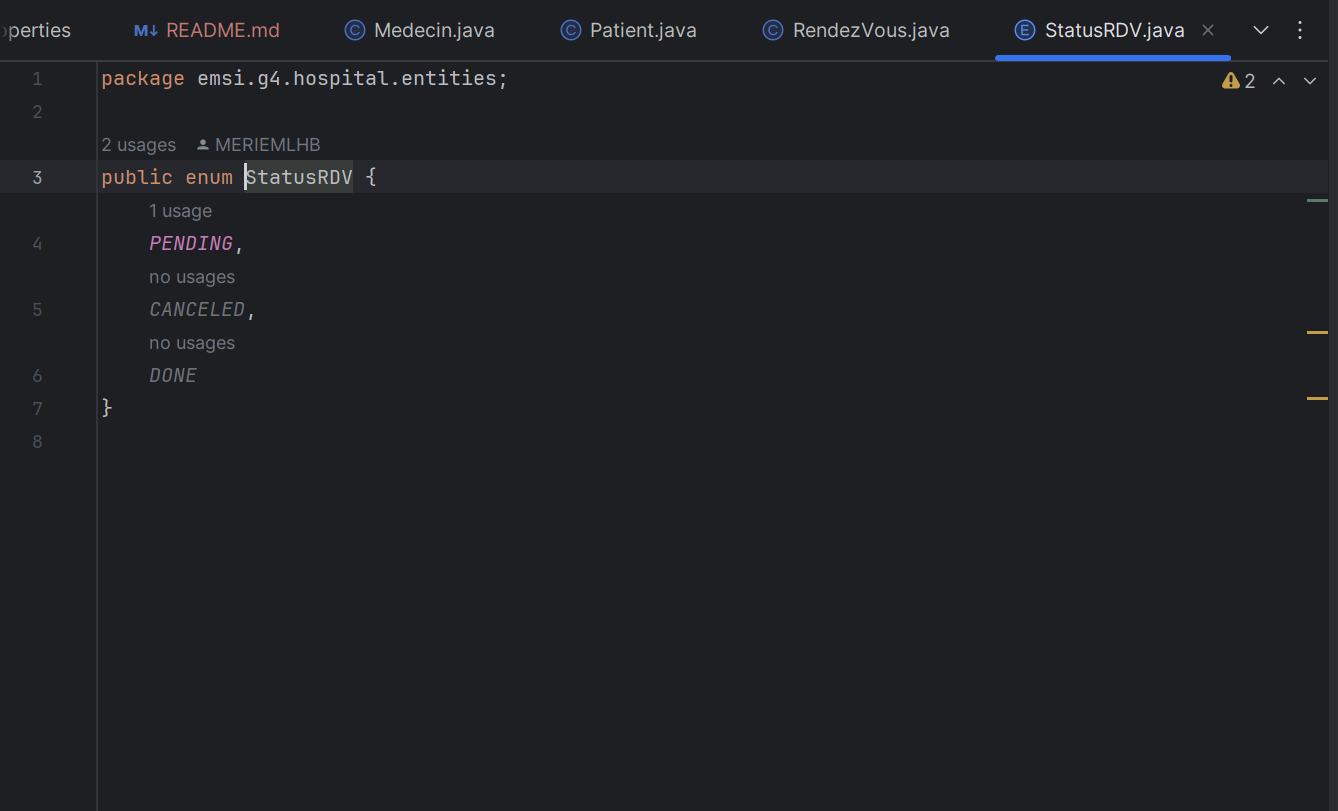 perties README.md Medecin.java Patient.java RendezVous.java StatusRDV.java
1 package emsi.g4.hospital.entities; 2
2
2 usages MERIEMLHB
3 public enum StatusRDV {
1 usage
4 PENDING,
no usages
5 CANCELED,
no usages
6 DONE
7 }
8